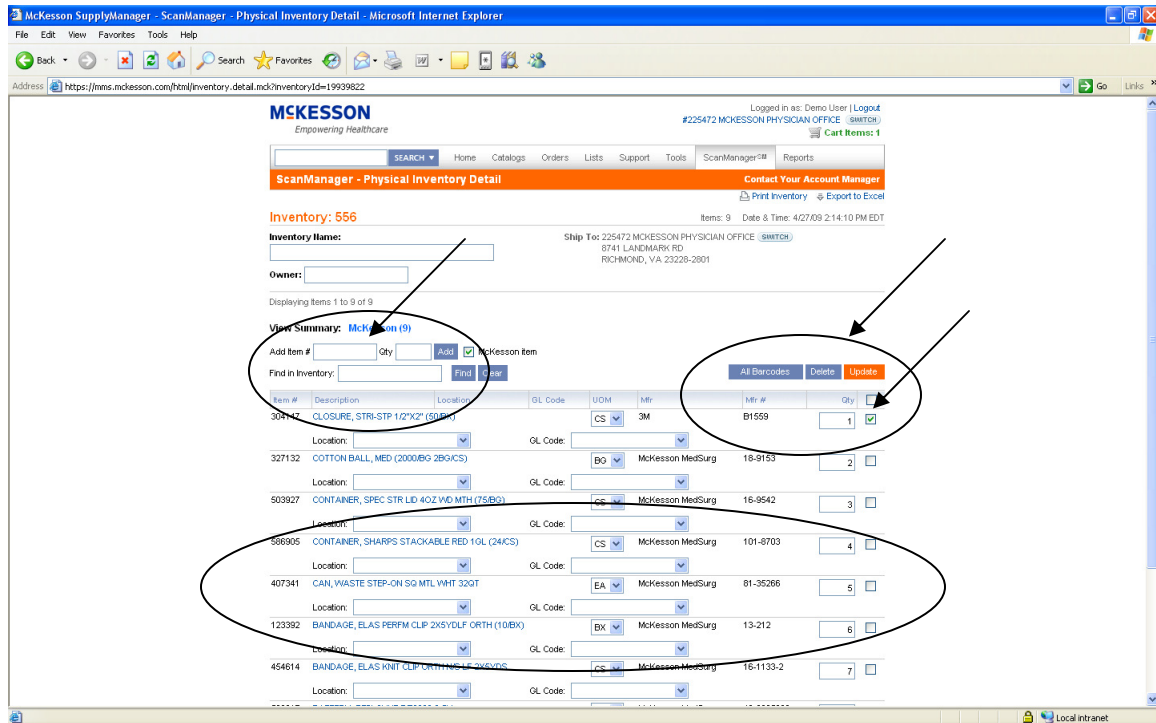 McKesson SupplyManager - ScanManager - Physical Inventory Detail - Microsoft Internet Explorer
File Edit View Favorites Tools Help
Back Search Favorites
Address https://mms.mckesson.com/html/inventory.detail.mck?inventoryId=19939822 Go Links »
MCKESSON
Empowering Healthcare
Logged in as: Demo User | Logout
#225472 MCKESSON PHYSICIAN OFFICE SWITCH
Cart Items: 1
SEARCH Home Catalogs Orders Lists Support Tools ScanManager℠ Reports
ScanManager - Physical Inventory Detail Contact Your Account Manager
Print Inventory Export to Excel
Inventory: 556 Items: 9 Date & Time: 4/27/09 2:14:10 PM EDT
Inventory Name: Ship To: 225472 MCKESSON PHYSICIAN OFFICE SWITCH
8741 LANDMARK RD
RICHMOND, VA 23228-2801
Owner:
Displaying Items 1 to 9 of 9
View Summary: McKesson (9)
Add Item # Qty Add McKesson item
Find in Inventory: Find Clear All Barcodes Delete Update
Item # Description Location GL Code UOM Mfr Mfr # Qty
304147 CLOSURE, STRI-STP 1/2"X2" (50/BX) CS 3M B1559 1
Location: GL Code:
327132 COTTON BALL, MED (2000/BG 2BG/CS) BG McKesson MedSurg 18-9153 2
Location: GL Code:
503927 CONTAINER, SPEC STR LID 4OZ WD MTH (75/BG) CS McKesson MedSurg 16-9542 3
Location: GL Code:
586905 CONTAINER, SHARPS STACKABLE RED 1GL (24/CS) CS McKesson MedSurg 101-8703 4
Location: GL Code:
407341 CAN, WASTE STEP-ON SQ MTL WHT 32QT EA McKesson MedSurg 81-35266 5
Location: GL Code:
123392 BANDAGE, ELAS PERFM CLIP 2X5YDLF ORTH (10/BX) BX McKesson MedSurg 13-212 6
Location: GL Code:
454614 BANDAGE, ELAS KNIT CLIP ORTH N/S LF 2X5YDS CS McKesson MedSurg 16-1133-2 7
Location: GL Code:
Local intranet